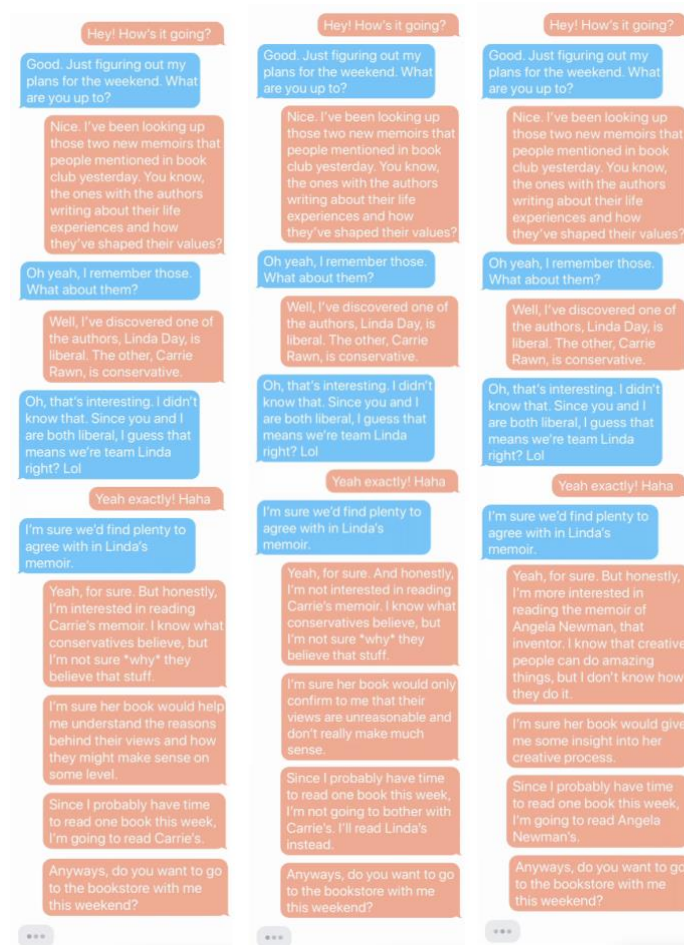 Hey! How's it going?
Good. Just figuring out my
plans for the weekend. What
are you up to?
Nice. I've been looking up
those two new memoirs that
people mentioned in book
club yesterday. You know,
the ones with the authors
writing about their life
experiences and how
they've shaped their values?
Oh yeah, I remember those.
What about them?
Well, I've discovered one of
the authors, Linda Day, is
liberal. The other, Carrie
Rawn, is conservative.
Oh, that's interesting. I didn't
know that. Since you and I
are both liberal, I guess that
means we're team Linda
right? Lol
Yeah exactly! Haha
I'm sure we'd find plenty to
agree with in Linda's
memoir.
Yeah, for sure. But honestly,
I'm interested in reading
Carrie's memoir. I know what
conservatives believe, but
I'm not sure *why* they
believe that stuff.
I'm sure her book would help
me understand the reasons
behind their views and how
they might make sense on
some level.
Since I probably have time
to read one book this week,
I'm going to read Carrie's.
Anyways, do you want to go
to the bookstore with me
this weekend?
Hey! How's it going?
Good. Just figuring out my
plans for the weekend. What
are you up to?
Nice. I've been looking up
those two new memoirs that
people mentioned in book
club yesterday. You know,
the ones with the authors
writing about their life
experiences and how
they've shaped their values?
Oh yeah, I remember those.
What about them?
Well, I've discovered one of
the authors, Linda Day, is
liberal. The other, Carrie
Rawn, is conservative.
Oh, that's interesting. I didn't
know that. Since you and I
are both liberal, I guess that
means we're team Linda
right? Lol
Yeah exactly! Haha
I'm sure we'd find plenty to
agree with in Linda's
memoir.
Yeah, for sure. And honestly,
I'm not interested in reading
Carrie's memoir. I know what
conservatives believe, but
I'm not sure *why* they
believe that stuff.
I'm sure her book would only
confirm to me that their
views are unreasonable and
don't really make much
sense.
Since I probably have time
to read one book this week,
I'm not going to bother with
Carrie's. I'll read Linda's
instead.
Anyways, do you want to go
to the bookstore with me
this weekend?
Hey! How's it going?
Good. Just figuring out my
plans for the weekend. What
are you up to?
Nice. I've been looking up
those two new memoirs that
people mentioned in book
club yesterday. You know,
the ones with the authors
writing about their life
experiences and how
they've shaped their values?
Oh yeah, I remember those.
What about them?
Well, I've discovered one of
the authors, Linda Day, is
liberal. The other, Carrie
Rawn, is conservative.
Oh, that's interesting. I didn't
know that. Since you and I
are both liberal, I guess that
means we're team Linda
right? Lol
Yeah exactly! Haha
I'm sure we'd find plenty to
agree with in Linda's
memoir.
Yeah, for sure. But honestly,
I'm more interested in
reading the memoir of
Angela Newman, that
inventor. I know that creative
people can do amazing
things, but I don't know how
they do it.
I'm sure her book would give
me some insight into her
creative process.
Since I probably have time
to read one book this week,
I'm going to read Angela
Newman's.
Anyways, do you want to go
to the bookstore with me
this weekend?